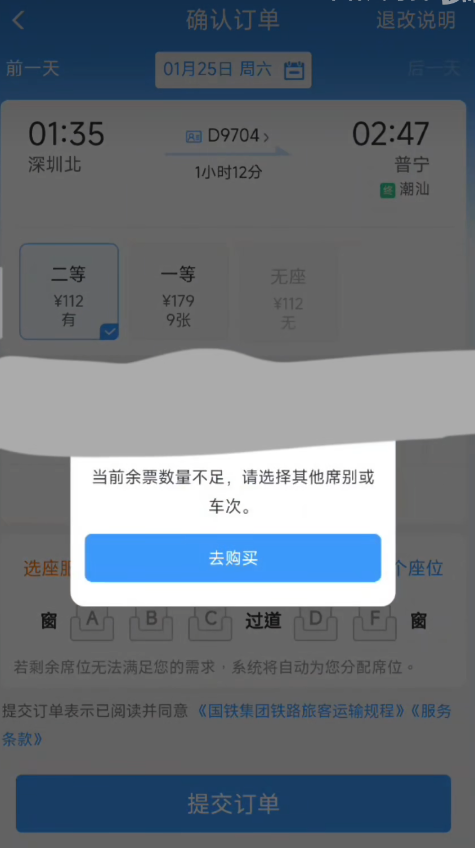 确认订单
退改说明
前一天
01月25日 周六
后一天
01:35
D9704
02:47
深圳北
1小时12分
普宁
终 潮汕
二等
¥112
有
一等
¥179
9张
无座
¥112
无
当前余票数量不足，请选择其他席别或
车次。
去购买
选座服
个座位
窗 A B C 过道 D F 窗
若剩余席位无法满足您的需求，系统将自动为您分配席位。
提交订单表示已阅读并同意《国铁集团铁路旅客运输规程》《服务
条款》
提交订单